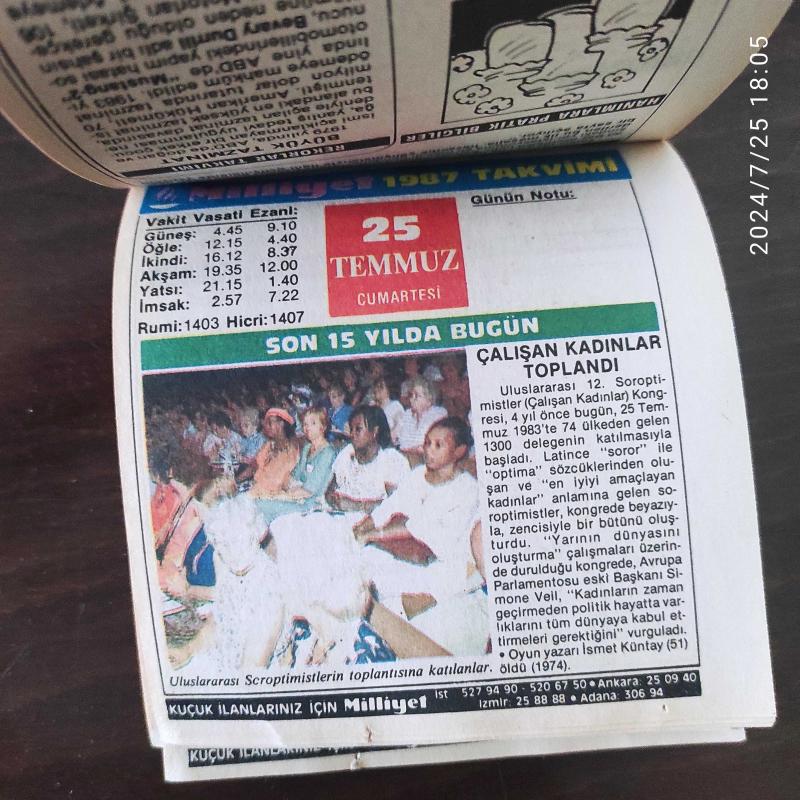 HANIMLARA PRATİK BİLGİLER
REKORLAR TAKVİMİ
BÜYÜK TAZMİNAT
Milliyet 1987 TAKVİMİ
Vakit Vasati Ezani:
Güneş: 4.45 9.10
Öğle: 12.15 4.40
İkindi: 16.12 8.37
Akşam: 19.35 12.00
Yatsı: 21.15 1.40
İmsak: 2.57 7.22
Rumi:1403 Hicri:1407
25
TEMMUZ
CUMARTESİ
Günün Notu:
SON 15 YILDA BUGÜN
ÇALIŞAN KADINLAR
TOPLANDI
Uluslararası 12. Soropti-
mistler (Çalışan Kadınlar) Kong-
resi, 4 yıl önce bugün, 25 Tem-
muz 1983'te 74 ülkeden gelen
1300 delegenin katılmasıyla
başladı. Latince "soror" ile
"optima" sözcüklerinden olu-
şan ve "en iyiyi amaçlayan
kadınlar" anlamına gelen so-
roptimistler, kongrede beyazıy-
la, zencisiyle bir bütünü oluş-
turdu. "Yarının dünyasını
oluşturma" çalışmaları üzerin-
de durulduğu kongrede, Avrupa
Parlamentosu eski Başkanı Si-
mone Veil, "Kadınların zaman
geçirmeden politik hayatta var-
lıklarını tüm dünyaya kabul et-
tirmeleri gerektiğini" vurguladı.
• Oyun yazarı İsmet Küntay (51)
öldü (1974).
Uluslararası Scroptimistlerin toplantısına katılanlar.
KÜÇÜK İLANLARINIZ İÇİN Milliyet İst 527 94 90 - 520 67 50 • Ankara: 25 09 40
İzmir: 25 88 88 • Adana: 306 94
KÜÇÜK İLANLARINIZ İÇİN
2024/7/25 18:05